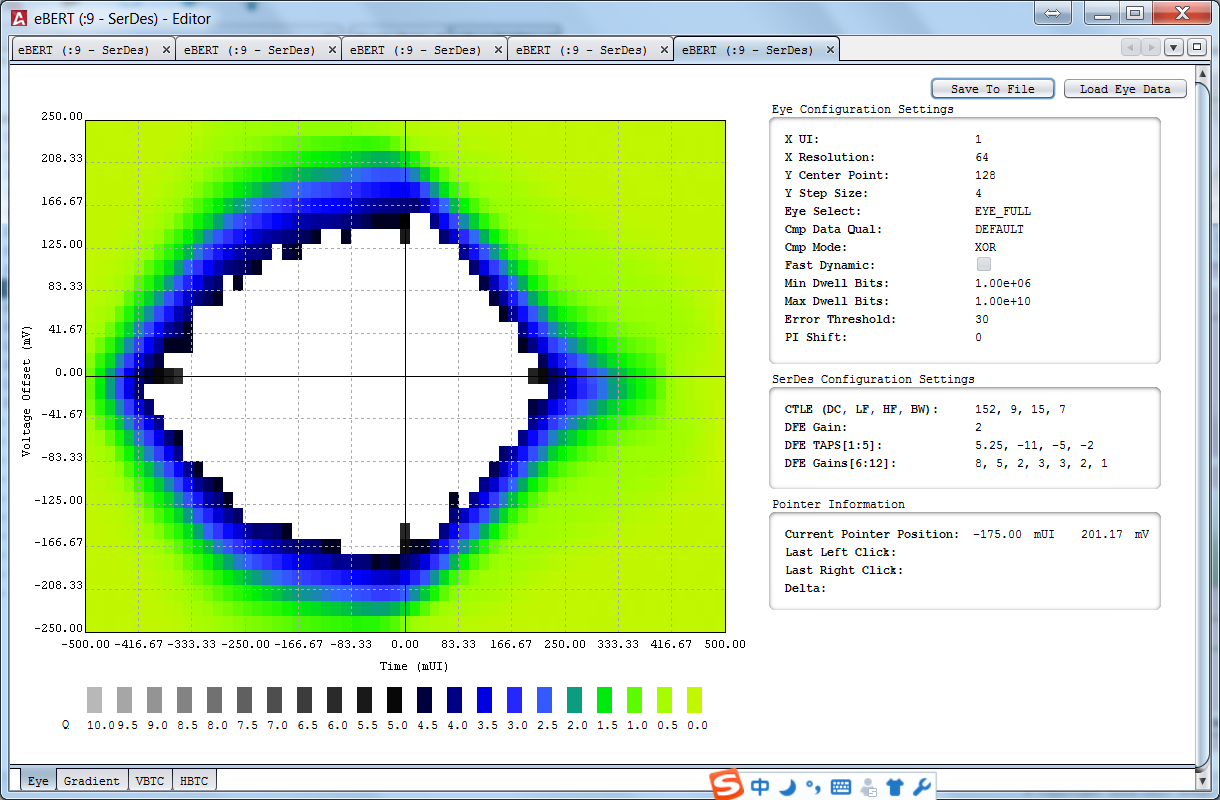 eBERT (:9 - SerDes) - Editor
eBERT (:9 - SerDes) eBERT (:9 - SerDes) eBERT (:9 - SerDes) eBERT (:9 - SerDes) eBERT (:9 - SerDes)
Save To File Load Eye Data
Eye Configuration Settings
X UI: 1
X Resolution: 64
Y Center Point: 128
Y Step Size: 4
Eye Select: EYE_FULL
Cmp Data Qual: DEFAULT
Cmp Mode: XOR
Fast Dynamic:
Min Dwell Bits: 1.00e+06
Max Dwell Bits: 1.00e+10
Error Threshold: 30
PI Shift: 0
SerDes Configuration Settings
CTLE (DC, LF, HF, BW): 152, 9, 15, 7
DFE Gain: 2
DFE TAPS[1:5]: 5.25, -11, -5, -2
DFE Gains[6:12]: 8, 5, 2, 3, 3, 2, 1
Pointer Information
Current Pointer Position: -175.00 mUI 201.17 mV
Last Left Click:
Last Right Click:
Delta:
Voltage Offset (mV)
250.00
208.33
166.67
125.00
83.33
41.67
0.00
-41.67
-83.33
-125.00
-166.67
-208.33
-250.00
-500.00 -416.67 -333.33 -250.00 -166.67 -83.33 0.00 83.33 166.67 250.00 333.33 416.67 500.00
Time (mUI)
Q 10.0 9.5 9.0 8.5 8.0 7.5 7.0 6.5 6.0 5.5 5.0 4.5 4.0 3.5 3.0 2.5 2.0 1.5 1.0 0.5 0.0
Eye Gradient VBTC HBTC
S 中